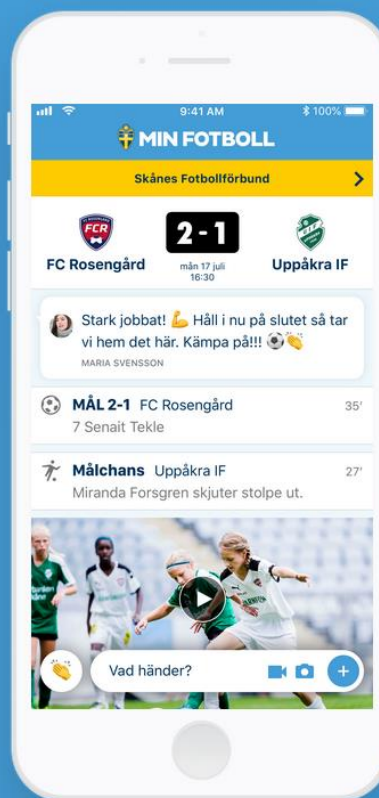 9:41 AM
100%
MIN FOTBOLL
Skånes Fotbollförbund
FCR
2 - 1
FC Rosengård
mån 17 juli
16:30
Uppåkra IF
Stark jobbat! 💪 Håll i nu på slutet så tar
vi hem det här. Kämpa på!!! ⚽👏
MARIA SVENSSON
MÅL 2-1 FC Rosengård 35'
7 Senait Tekle
Målchans Uppåkra IF 27'
Miranda Forsgren skjuter stolpe ut.
Vad händer?